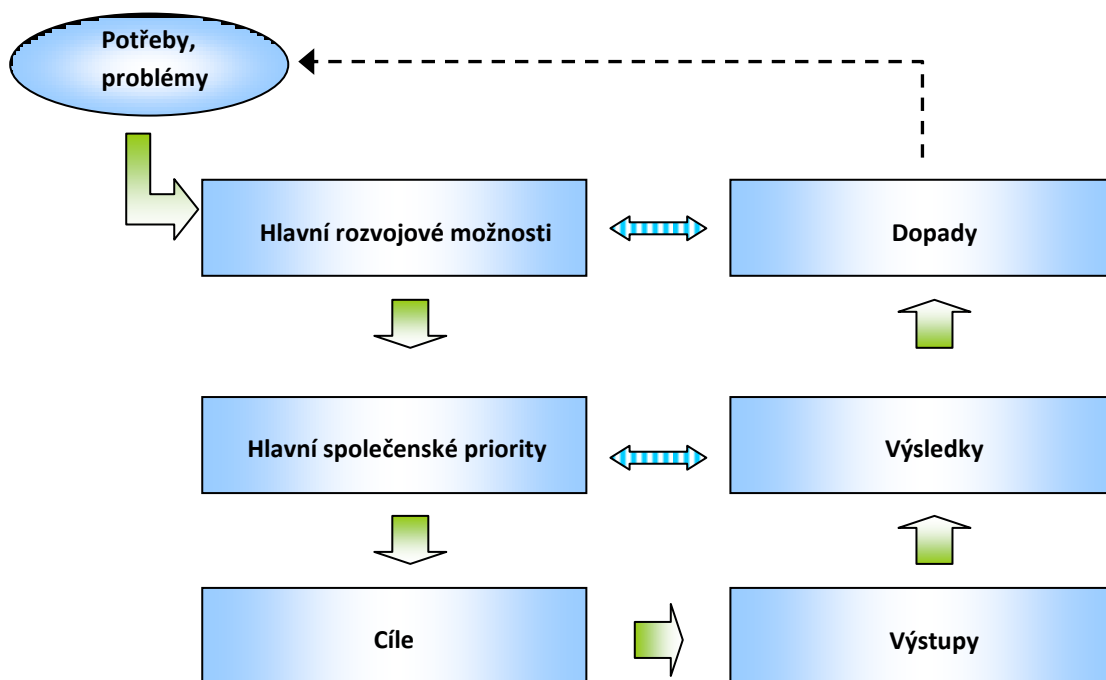 Potřeby,
problémy
Hlavní rozvojové možnosti
Dopady
Hlavní společenské priority
Výsledky
Cíle
Výstupy